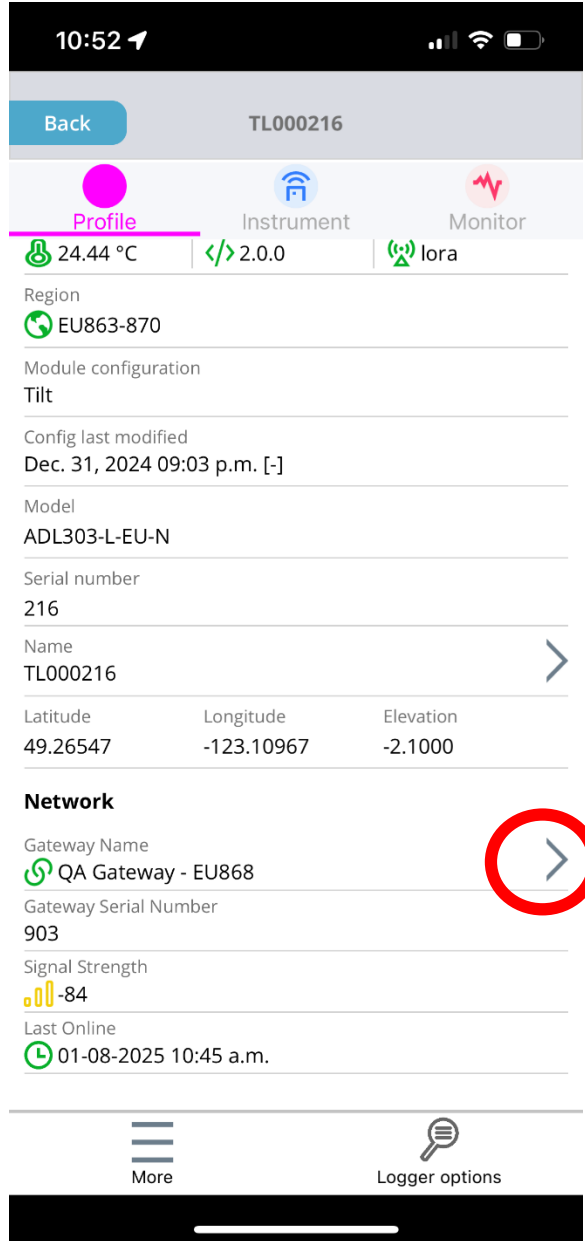 10:52
Back TL000216
Profile Instrument Monitor
24.44 °C </> 2.0.0 lora
Region
EU863-870
Module configuration
Tilt
Config last modified
Dec. 31, 2024 09:03 p.m. [-]
Model
ADL303-L-EU-N
Serial number
216
Name
TL000216
Latitude Longitude Elevation
49.26547 -123.10967 -2.1000
Network
Gateway Name
QA Gateway - EU868
Gateway Serial Number
903
Signal Strength
-84
Last Online
01-08-2025 10:45 a.m.
More Logger options